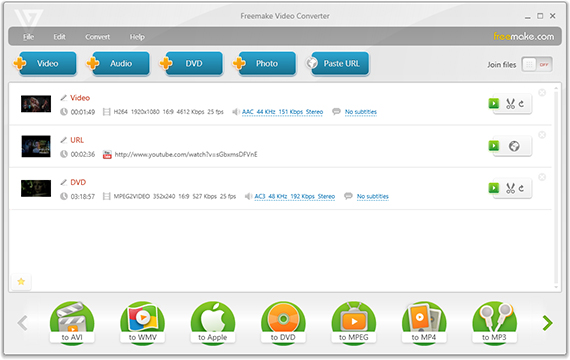 Freemake Video Converter
File Edit Convert Help freemake.com
Video Audio DVD Photo Paste URL Join files OFF
Video
00:01:49 H264 1920x1080 16:9 4612 Kbps 25 fps AAC 44 KHz 151 Kbps Stereo No subtitles
URL
00:02:36 You Tube http://www.youtube.com/watch?v=sGbxmsDFVnE
DVD
03:18:57 MPEG2VIDEO 352x240 16:9 527 Kbps 25 fps AC3 48 KHz 192 Kbps Stereo No subtitles
to AVI to WMV to Apple to DVD to MPEG to MP4 to MP3